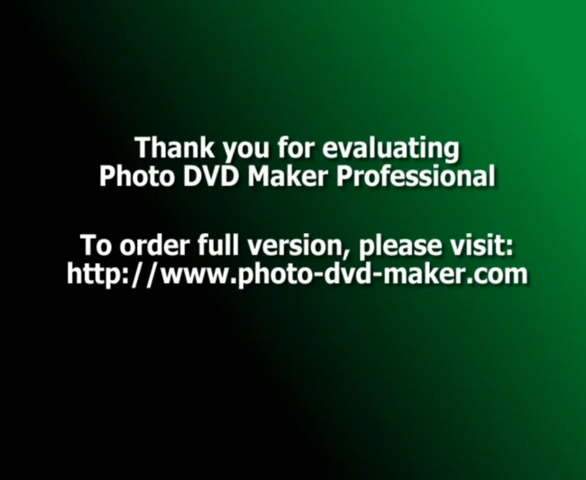 Thank you for evaluating
Photo DVD Maker Professional
To order full version, please visit:
http://www.photo-dvd-maker.com